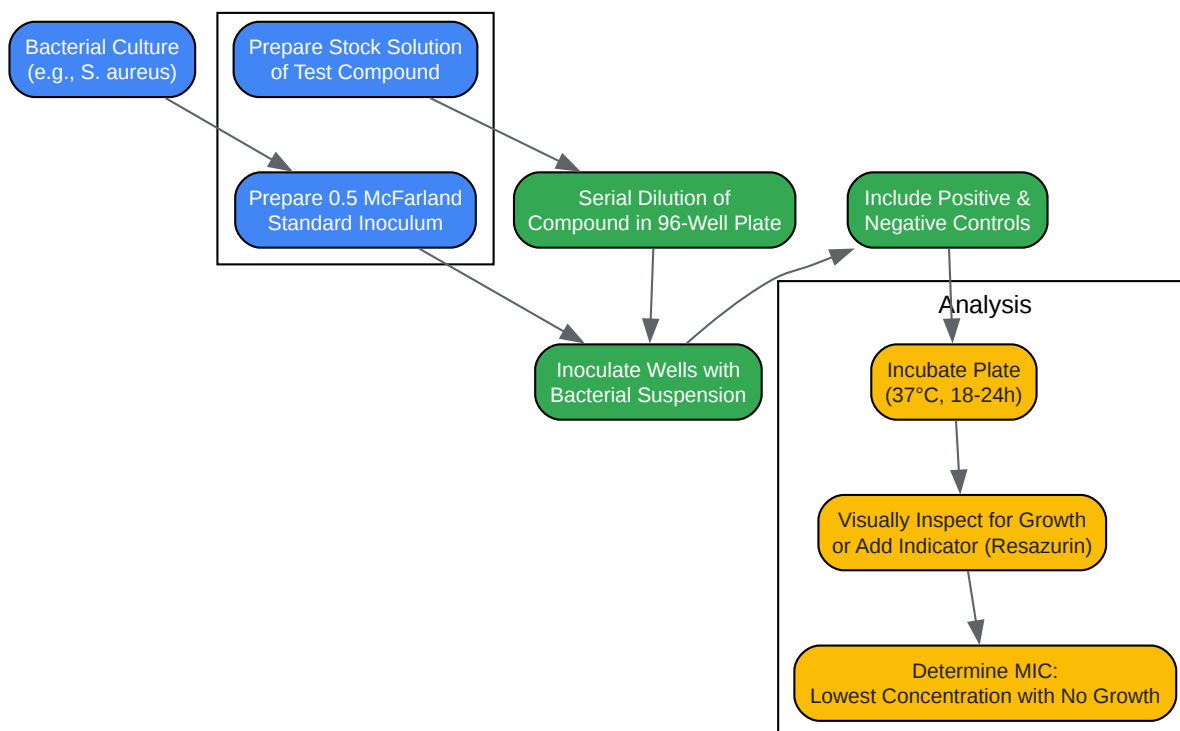 Bacterial Culture
(e.g., S. aureus)
Prepare Stock Solution
of Test Compound
Prepare 0.5 McFarland
Standard Inoculum
Serial Dilution of
Compound in 96-Well Plate
Include Positive &
Negative Controls
Inoculate Wells with
Bacterial Suspension
Analysis
Incubate Plate
(37°C, 18-24h)
Visually Inspect for Growth
or Add Indicator (Resazurin)
Determine MIC:
Lowest Concentration with No Growth